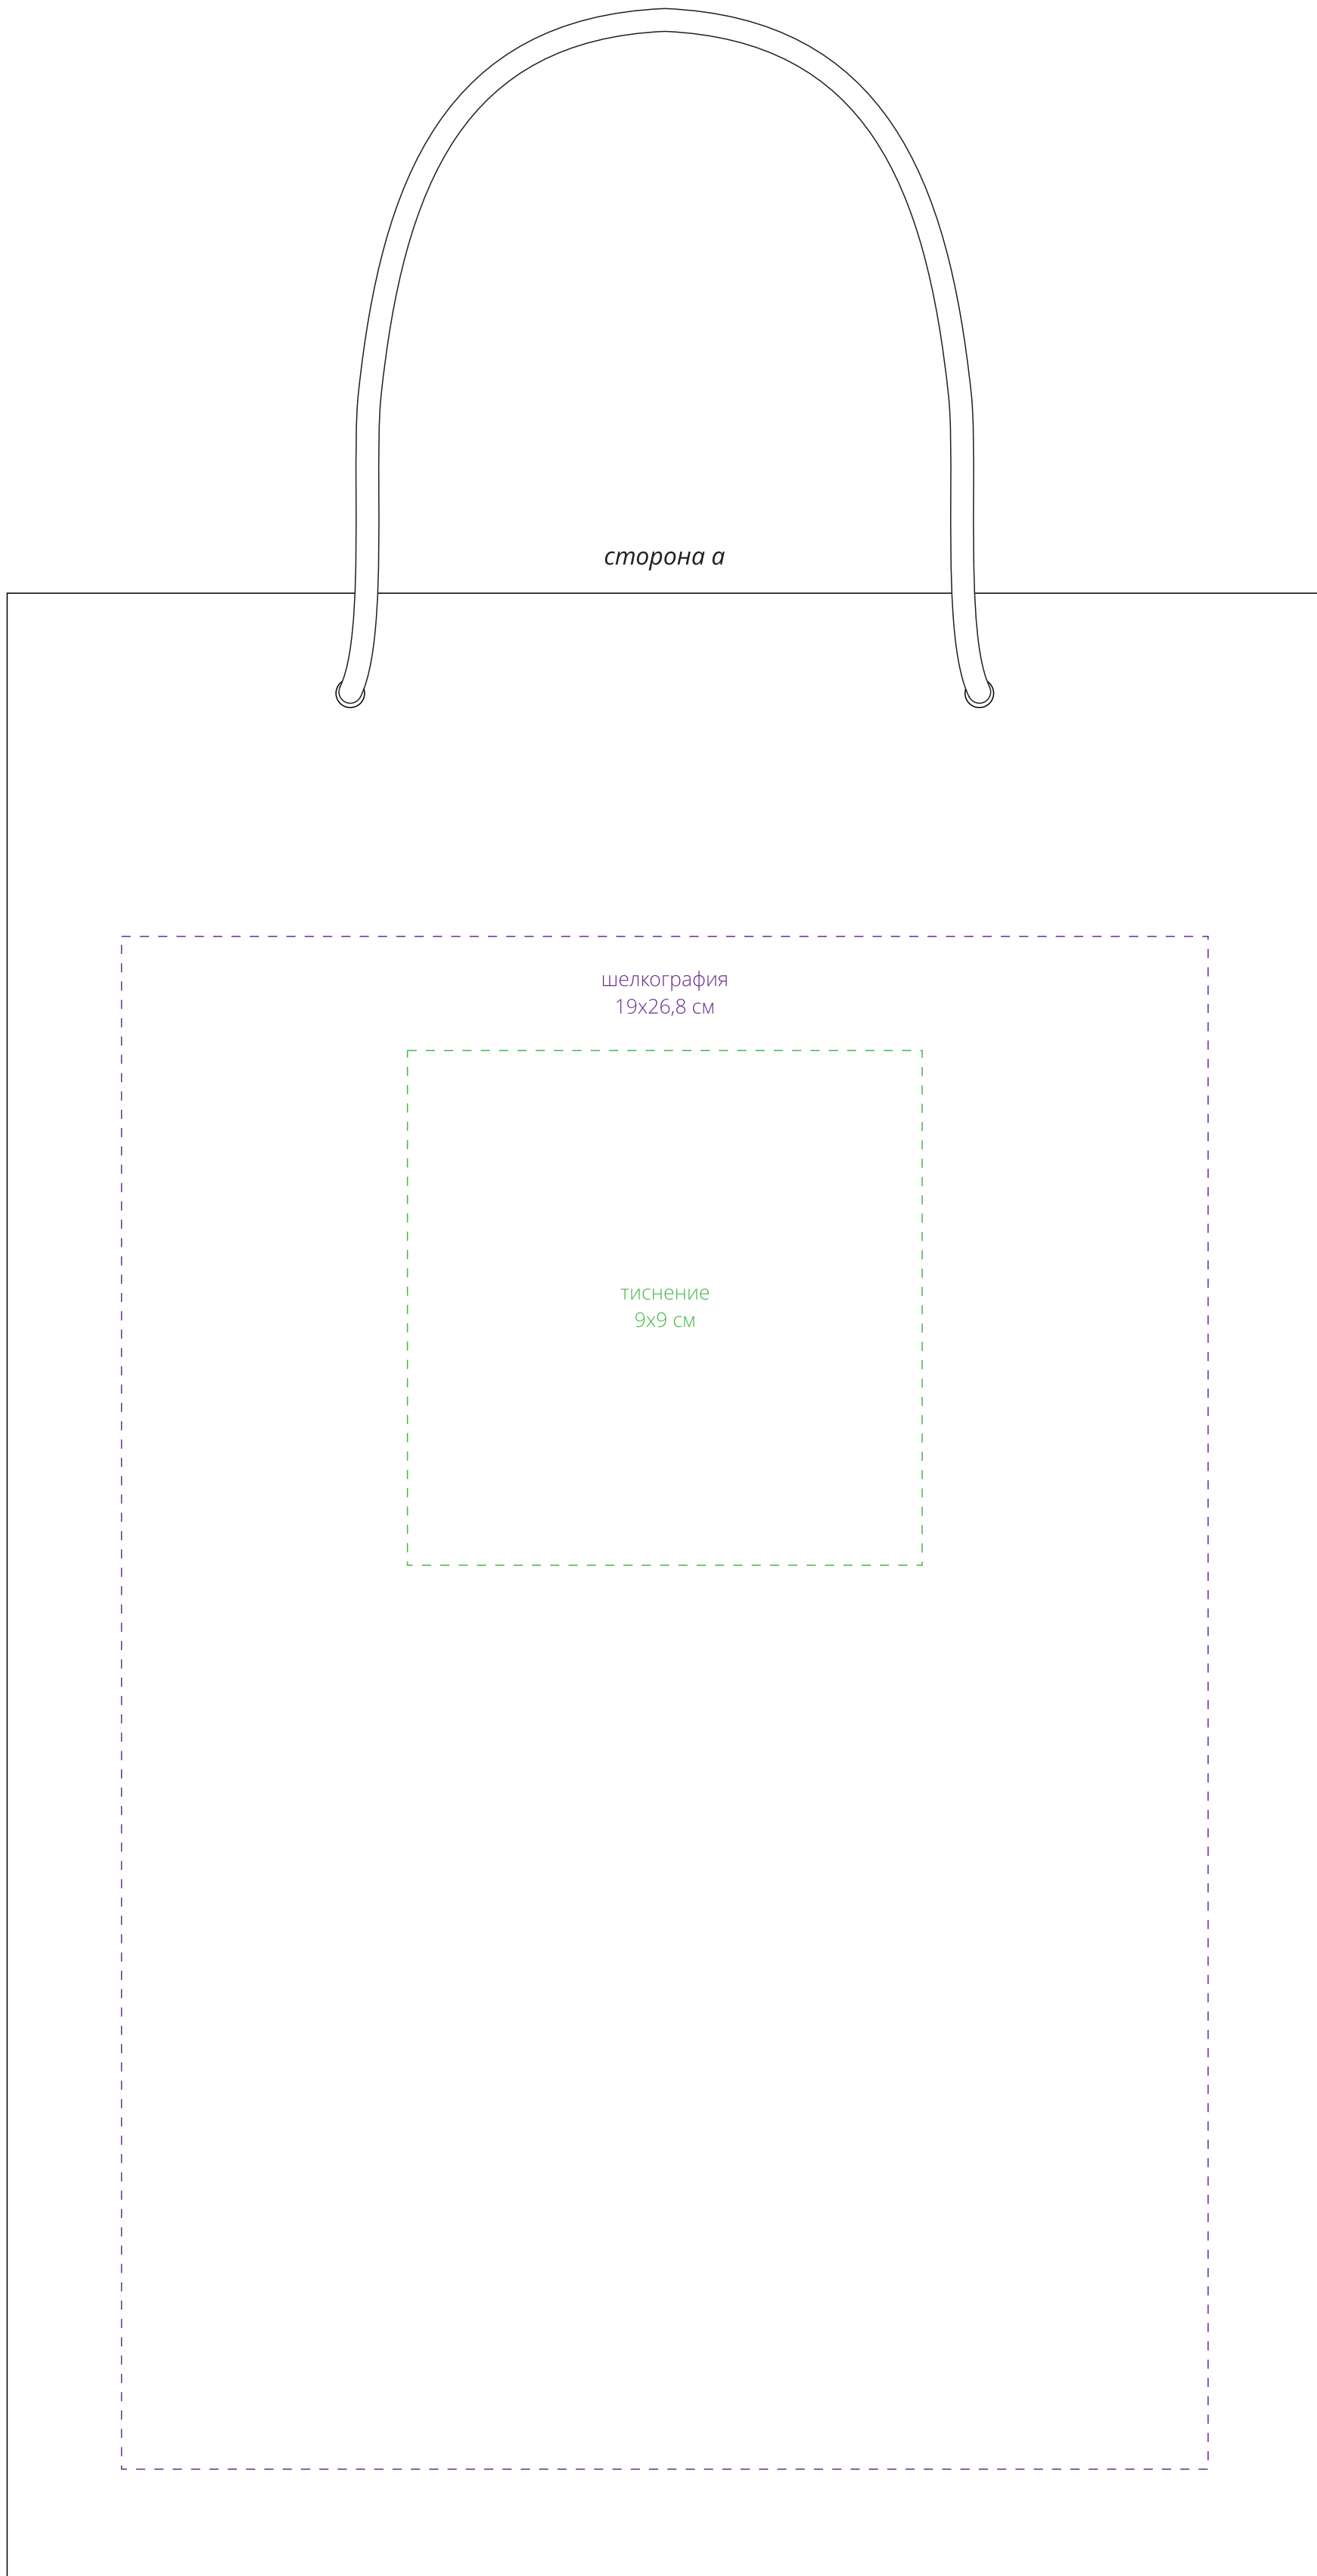 сторона а
шелкография
19х26,8 см
тиснение
9х9 см